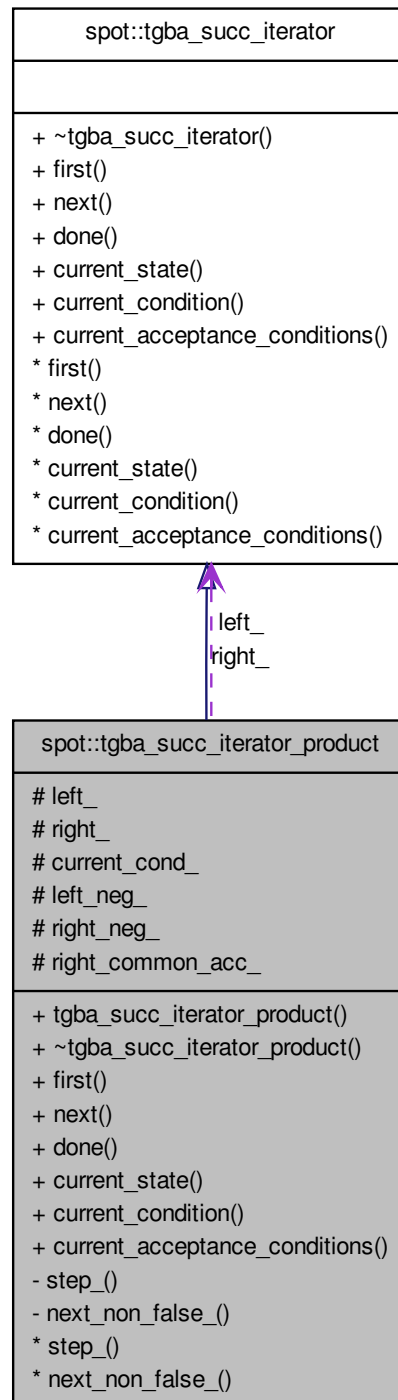 spot::tgba_succ_iterator
+ ~tgba_succ_iterator()
+ first()
+ next()
+ done()
+ current_state()
+ current_condition()
+ current_acceptance_conditions()
* first()
* next()
* done()
* current_state()
* current_condition()
* current_acceptance_conditions()
left_
right_
spot::tgba_succ_iterator_product
# left_
# right_
# current_cond_
# left_neg_
# right_neg_
# right_common_acc_
+ tgba_succ_iterator_product()
+ ~tgba_succ_iterator_product()
+ first()
+ next()
+ done()
+ current_state()
+ current_condition()
+ current_acceptance_conditions()
- step_()
- next_non_false_()
* step_()
* next_non_false_()